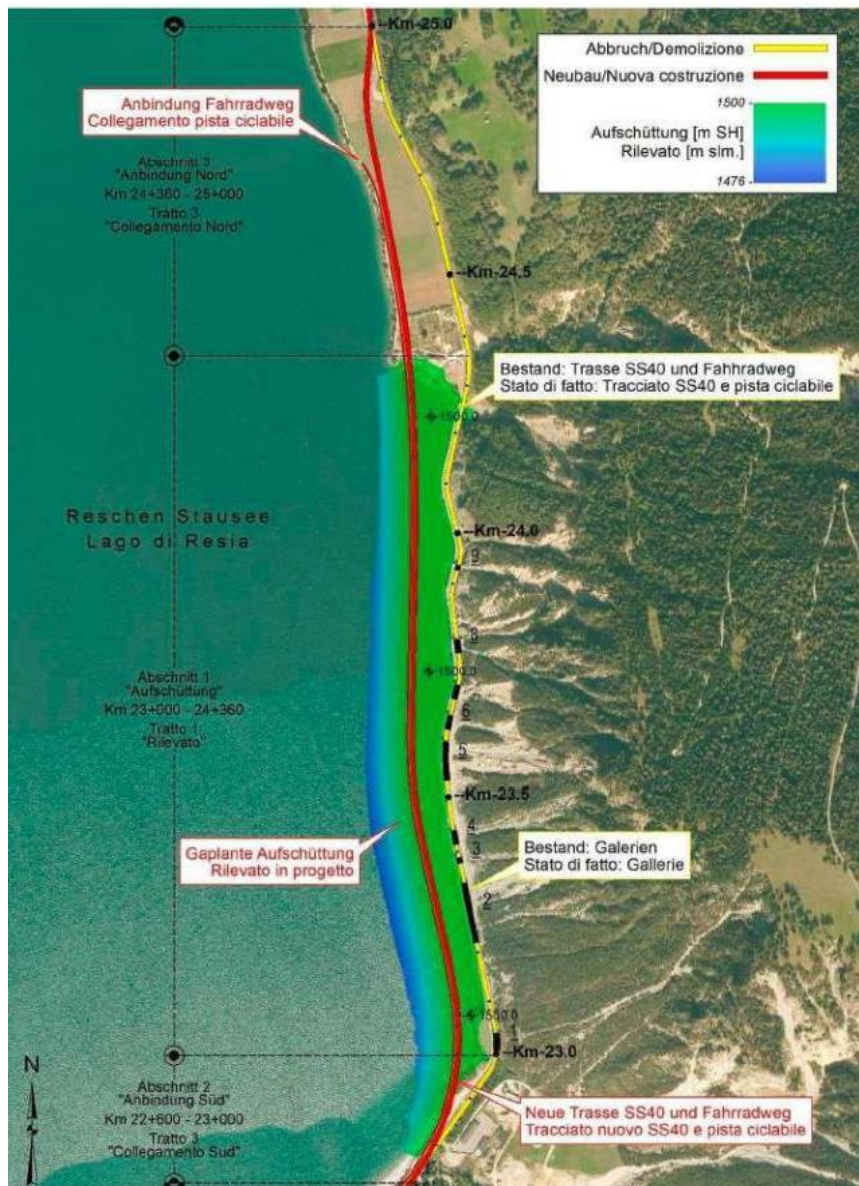 Km-25.0
Abbruch/Demolizione
Neubau/Nuova costruzione
1500
Aufschüttung [m SH]
Rilevato [m slm.]
1476
Anbindung Fahrradweg
Collegamento pista ciclabile
Abschnitt 3
"Anbindung Nord"
Km 24+360 - 25+000
Tratto 3
"Collegamento Nord"
Km-24.5
Bestand: Trasse SS40 und Fahhradweg
Stato di fatto: Tracciato SS40 e pista ciclabile
1500.0
Reschen Stausee
Lago di Resia
Km-24.0
9
8
1500.0
Abschnitt 1
"Aufschüttung"
Km 23+000 - 24+360
Tratto 1
"Rilevato"
6
5
Km-23.5
4
3
Gaplante Aufschüttung
Rilevato in progetto
Bestand: Galerien
Stato di fatto: Gallerie
2
1500.0
1
Km-23.0
N
Abschnitt 2
"Anbindung Süd"
Km 22+600 - 23+000
Tratto 3
"Collegamento Sud"
Neue Trasse SS40 und Fahrradweg
Tracciato nuovo SS40 e pista ciclabile